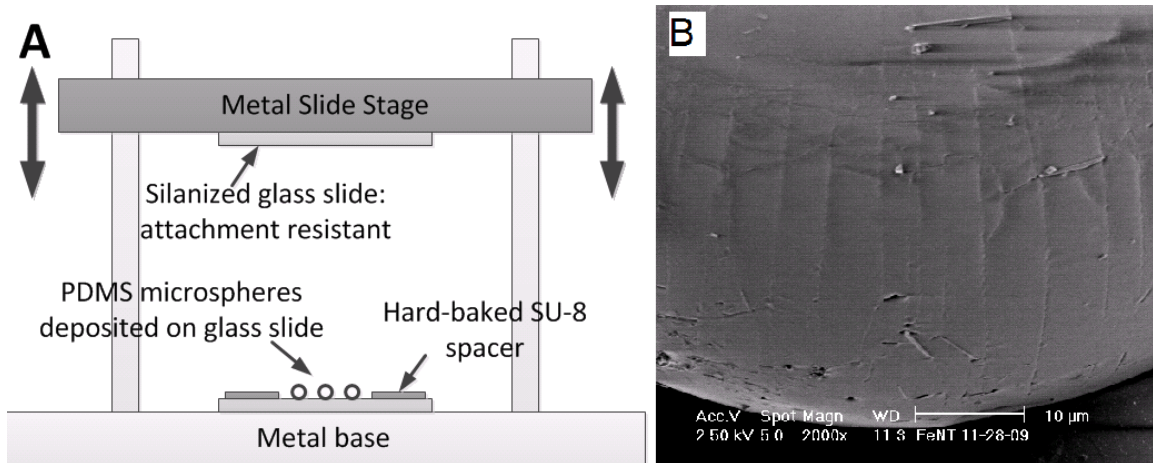 A
Metal Slide Stage
Silanized glass slide:
attachment resistant
PDMS microspheres
deposited on glass slide
Hard-baked SU-8
spacer
Metal base
B
Acc.V Spot Magn WD 10 µm
2.50 kV 5.0 2000x 11.3 FeNT 11-28-09